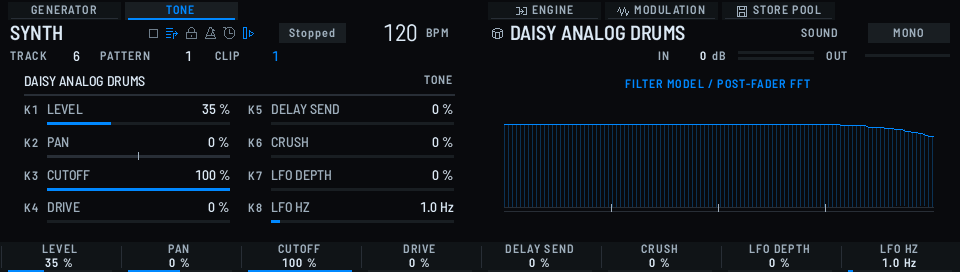 GENERATOR TONE ENGINE MODULATION STORE POOL
SYNTH Stopped 120 BPM DAISY ANALOG DRUMS SOUND MONO
TRACK 6 PATTERN 1 CLIP 1 IN 0 dB OUT
DAISY ANALOG DRUMS TONE
FILTER MODEL / POST-FADER FFT
K1 LEVEL 35 % K5 DELAY SEND 0 %
K2 PAN 0 % K6 CRUSH 0 %
K3 CUTOFF 100 % K7 LFO DEPTH 0 %
K4 DRIVE 0 % K8 LFO HZ 1.0 Hz
LEVEL PAN CUTOFF DRIVE DELAY SEND CRUSH LFO DEPTH LFO HZ
35 % 0 % 100 % 0 % 0 % 0 % 0 % 1.0 Hz